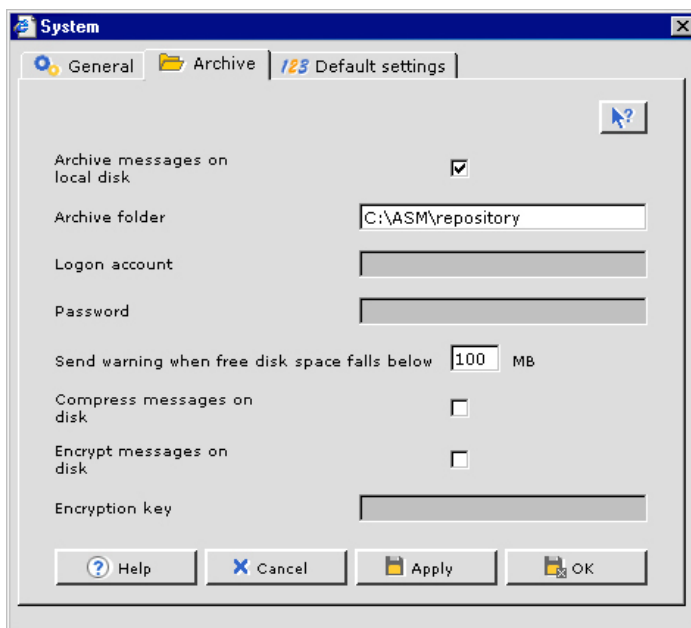 System
General
Archive
123 Default settings
?
Archive messages on
local disk
Archive folder
C:\ASM\repository
Logon account
Password
Send warning when free disk space falls below 100 MB
Compress messages on
disk
Encrypt messages on
disk
Encryption key
? Help
Cancel
Apply
OK